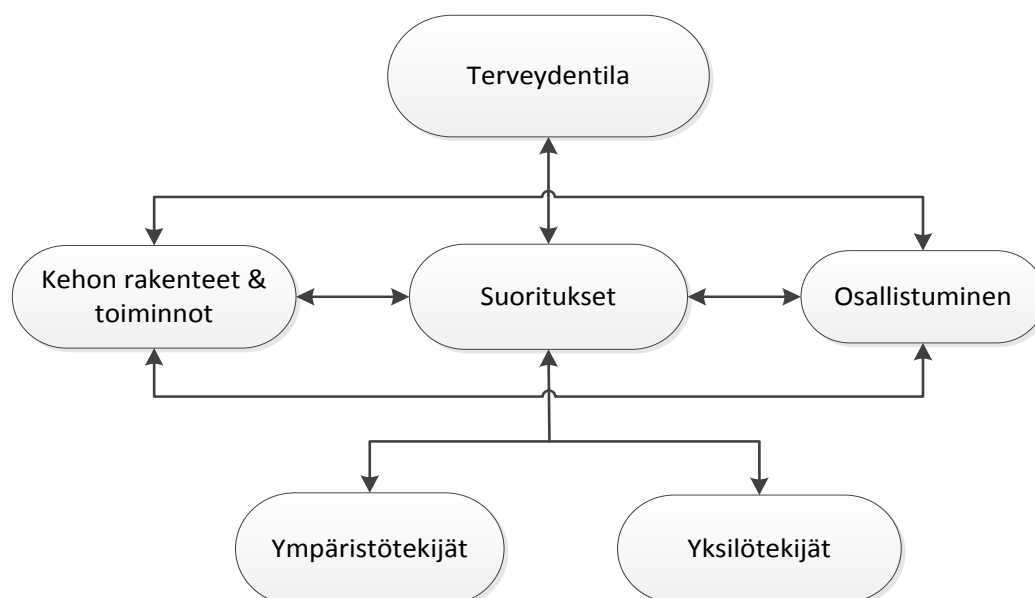 Terveydentila
Kehon rakenteet &
toiminnot
Suoritukset
Osallistuminen
Ympäristötekijät
Yksilötekijät